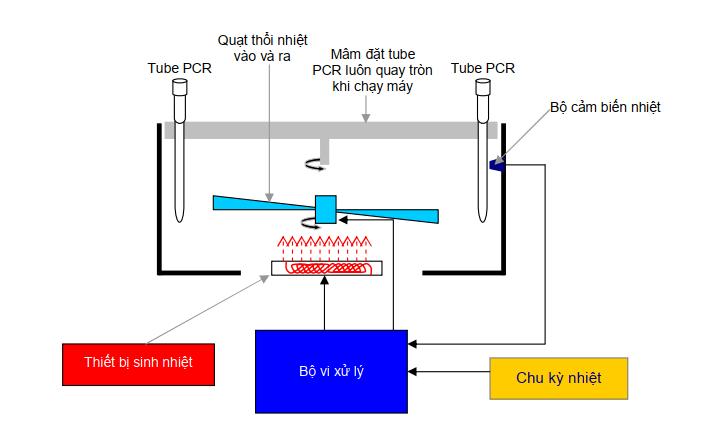 Quạt thổi nhiệt
vào và ra
Mâm đặt tube
PCR luôn quay tròn
khi chạy máy
Tube PCR
Tube PCR
Bộ cảm biến nhiệt
Thiết bị sinh nhiệt
Bộ vi xử lý
Chu kỳ nhiệt